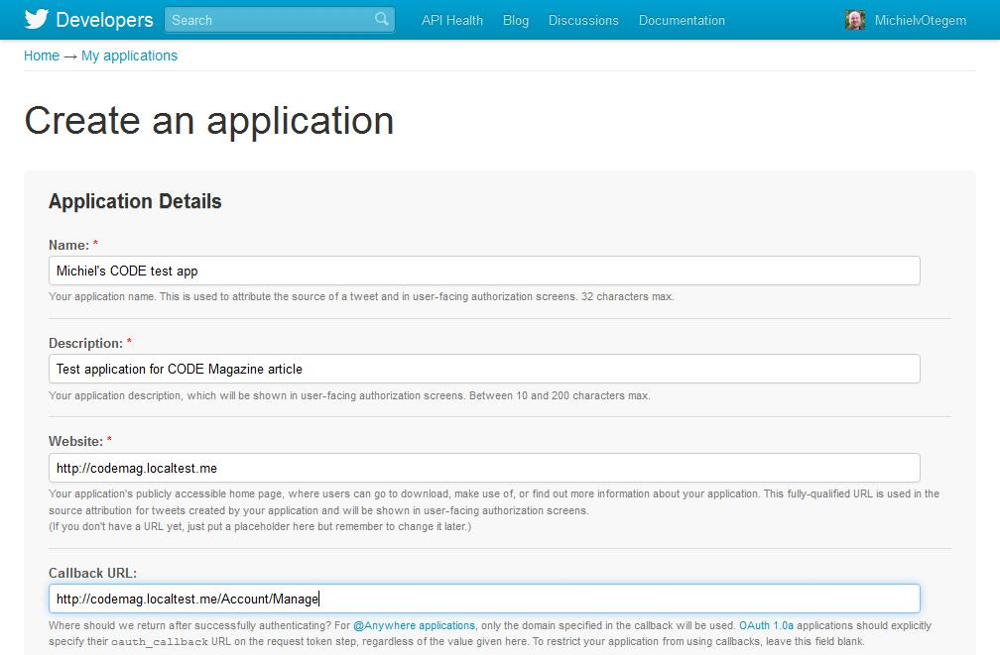 Developers Search API Health Blog Discussions Documentation MichielvOtegem
Home → My applications
Create an application
Application Details
Name: *
Michiel's CODE test app
Your application name. This is used to attribute the source of a tweet and in user-facing authorization screens. 32 characters max.
Description: *
Test application for CODE Magazine article
Your application description, which will be shown in user-facing authorization screens. Between 10 and 200 characters max.
Website: *
http://codemag.localtest.me
Your application's publicly accessible home page, where users can go to download, make use of, or find out more information about your application. This fully-qualified URL is used in the
source attribution for tweets created by your application and will be shown in user-facing authorization screens.
(If you don't have a URL yet, just put a placeholder here but remember to change it later.)
Callback URL:
http://codemag.localtest.me/Account/Manage
Where should we return after successfully authenticating? For @Anywhere applications, only the domain specified in the callback will be used. OAuth 1.0a applications should explicitly
specify their oauth_callback URL on the request token step, regardless of the value given here. To restrict your application from using callbacks, leave this field blank.